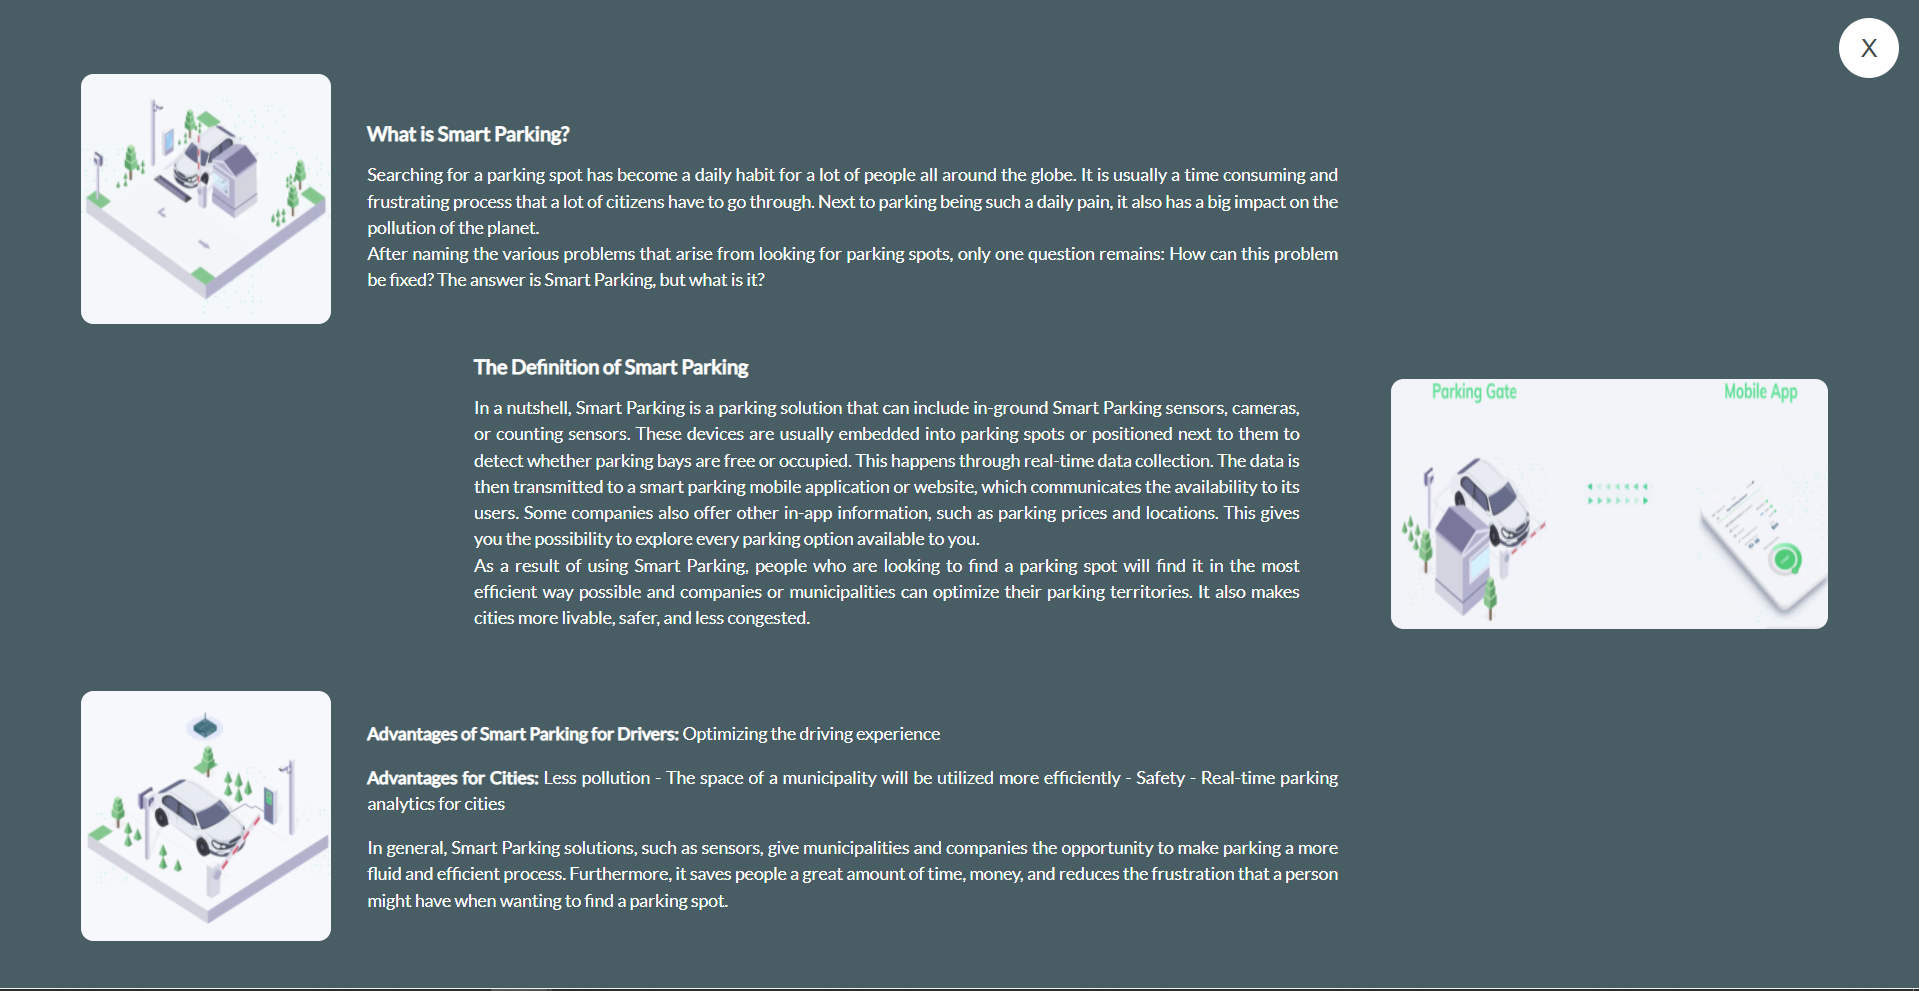 X
What is Smart Parking?
Searching for a parking spot has become a daily habit for a lot of people all around the globe. It is usually a time consuming and
frustrating process that a lot of citizens have to go through. Next to parking being such a daily pain, it also has a big impact on the
pollution of the planet.
After naming the various problems that arise from looking for parking spots, only one question remains: How can this problem
be fixed? The answer is Smart Parking, but what is it?
The Definition of Smart Parking
In a nutshell, Smart Parking is a parking solution that can include in-ground Smart Parking sensors, cameras,
or counting sensors. These devices are usually embedded into parking spots or positioned next to them to
detect whether parking bays are free or occupied. This happens through real-time data collection. The data is
then transmitted to a smart parking mobile application or website, which communicates the availability to its
users. Some companies also offer other in-app information, such as parking prices and locations. This gives
you the possibility to explore every parking option available to you.
As a result of using Smart Parking, people who are looking to find a parking spot will find it in the most
efficient way possible and companies or municipalities can optimize their parking territories. It also makes
cities more livable, safer, and less congested.
Parking Gate
Mobile App
Advantages of Smart Parking for Drivers: Optimizing the driving experience
Advantages for Cities: Less pollution - The space of a municipality will be utilized more efficiently - Safety - Real-time parking
analytics for cities
In general, Smart Parking solutions, such as sensors, give municipalities and companies the opportunity to make parking a more
fluid and efficient process. Furthermore, it saves people a great amount of time, money, and reduces the frustration that a person
might have when wanting to find a parking spot.